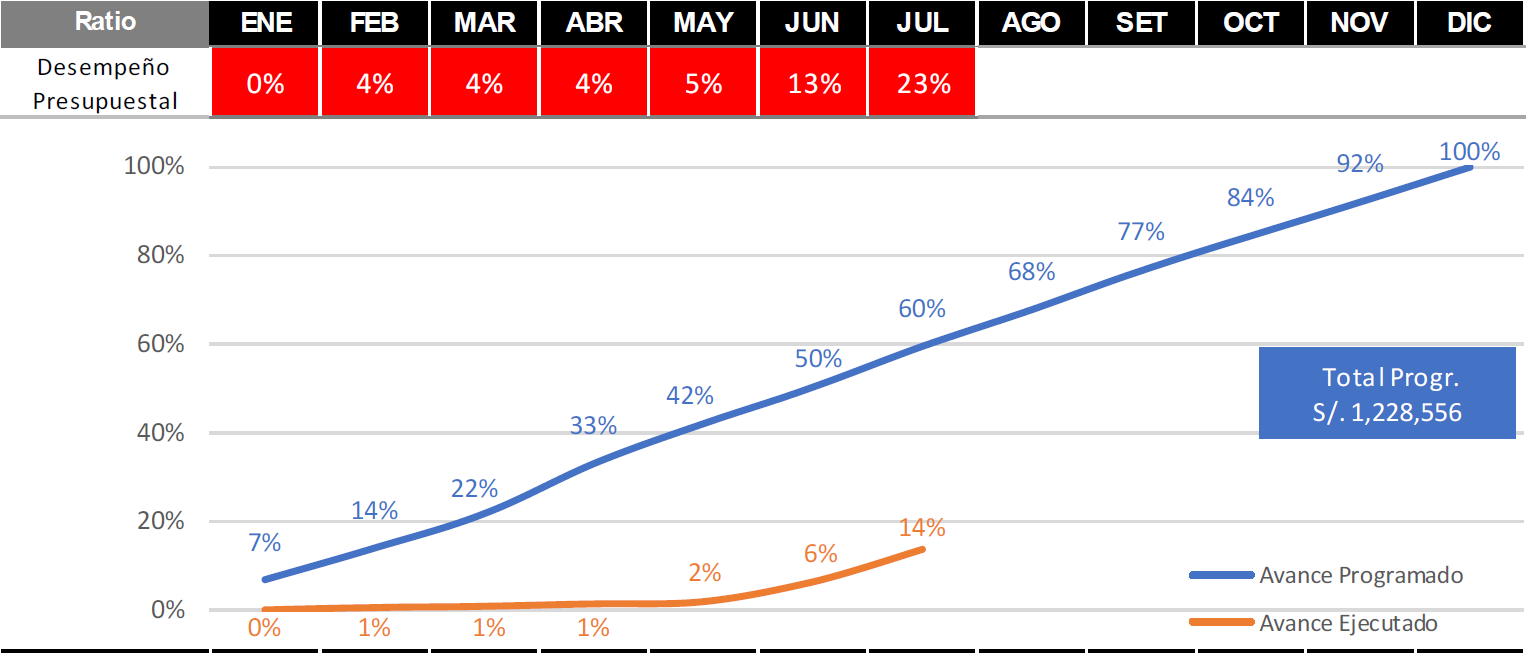 Ratio ENE FEB MAR ABR MAY JUN JUL AGO SET OCT NOV DIC
Desempeño
Presupuestal
0% 4% 4% 4% 5% 13% 23%
100%
80%
60%
40%
20%
0%
7% 14% 22% 33% 42% 50% 60% 68% 77% 84% 92% 100%
0% 1% 1% 1% 2% 6% 14%
Total Progr.
S/. 1,228,556
Avance Programado
Avance Ejecutado